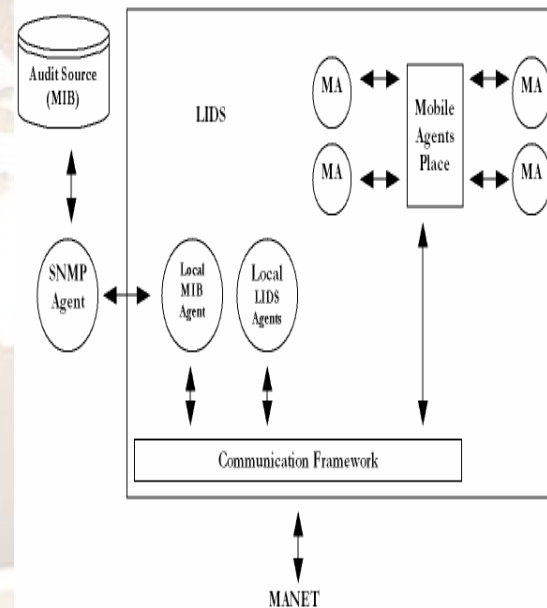 Audit Source
(MIB)
LIDS
MA
MA
Mobile
Agents
Place
MA
MA
SNMP
Agent
Local
MIB
Agent
Local
LIDS
Agents
Communication Framework
MANET